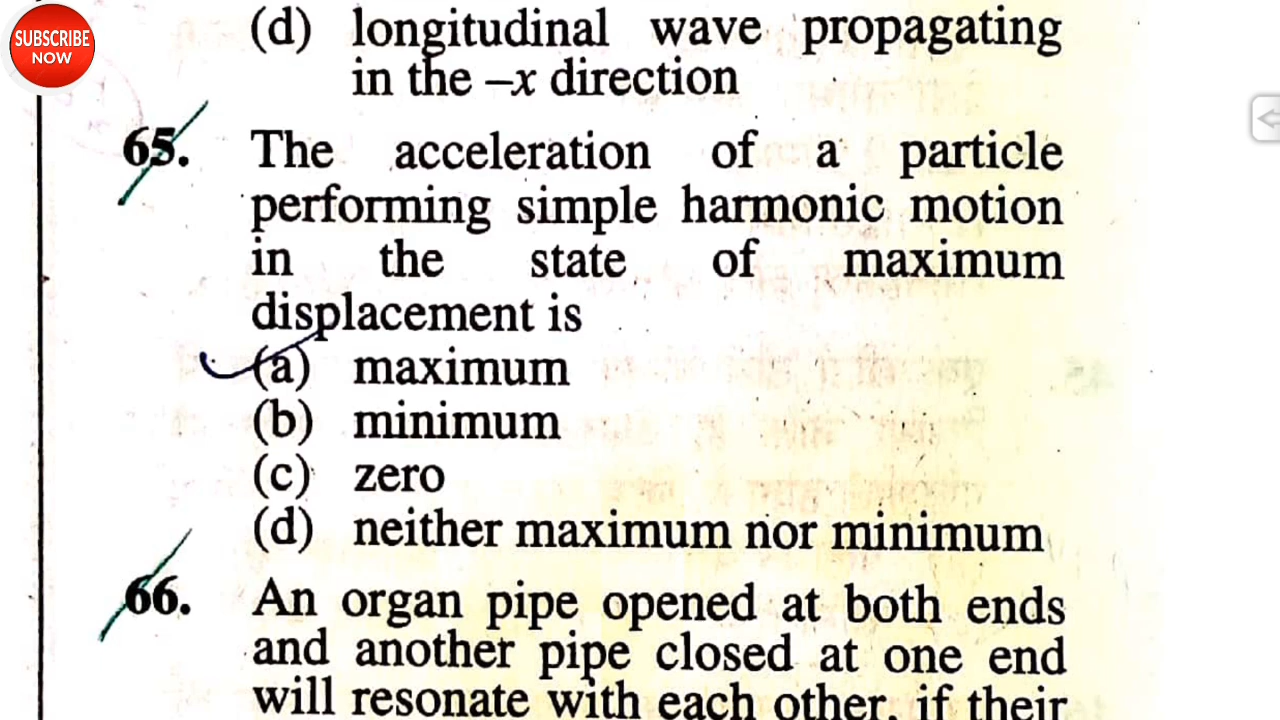 SUBSCRIBE
NOW
(d) longitudinal wave propagating
in the –x direction
65. The acceleration of a particle
performing simple harmonic motion
in the state of maximum
displacement is
(a) maximum
(b) minimum
(c) zero
(d) neither maximum nor minimum
66. An organ pipe opened at both ends
and another pipe closed at one end
will resonate with each other, if their